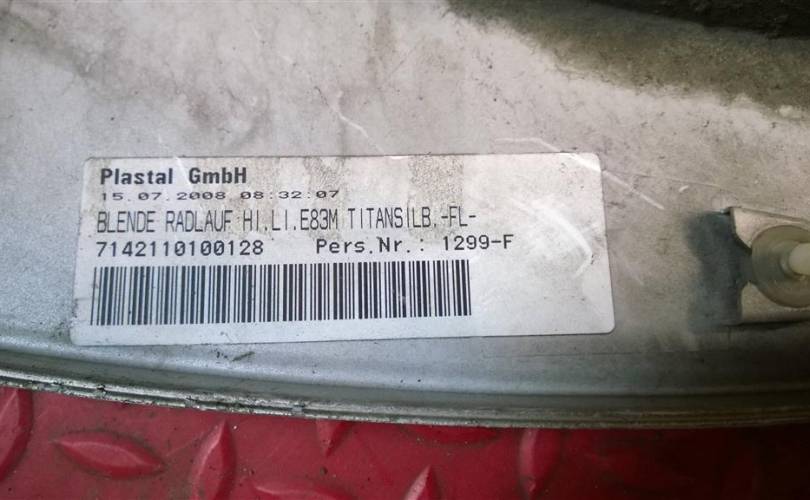 Plastal GmbH
15.07.2008 08:32:07
BLENDE RADLAUF HI.LI.E83M TITANSILB.-FL-
7142110100128 Pers.Nr.: 1299-F